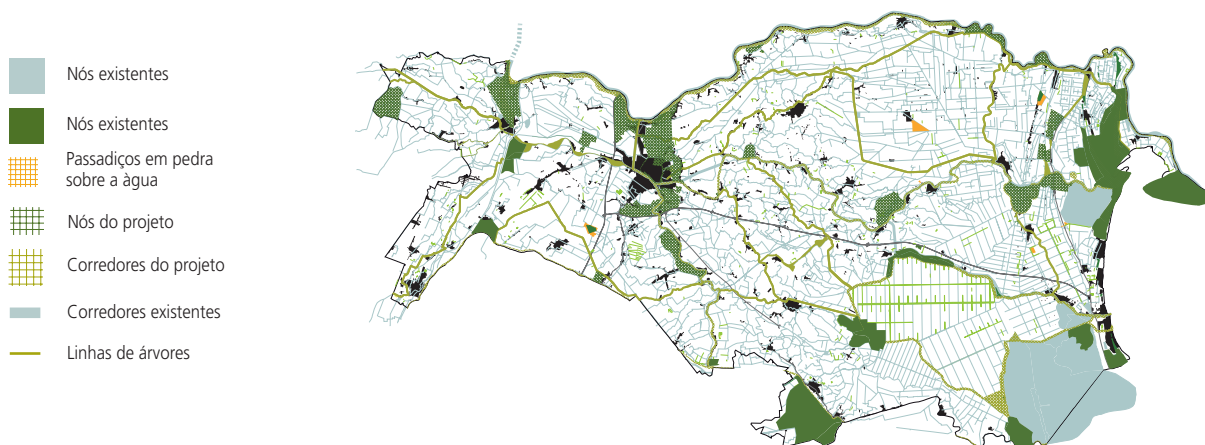 Nós existentes
Nós existentes
Passadiços em pedra
sobre a àgua
Nós do projeto
Corredores do projeto
Corredores existentes
Linhas de árvores